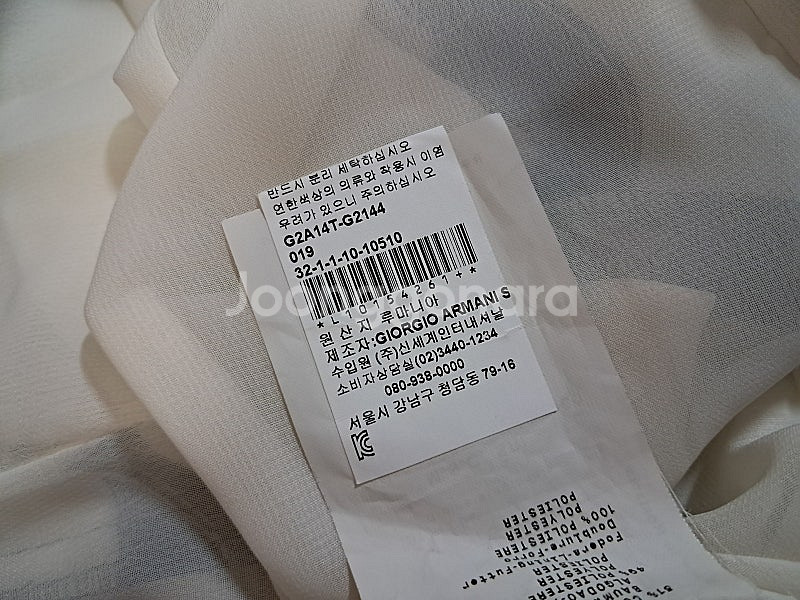 반드시 분리 세탁하십시오
연한색상의 의류와 착용시 이염
우려가 있으니 주의하십시오
G2A14T-G2144
019
32-1-1-10-10510
원 산 지 루마니아
제 조 자:GIORGIO ARMANI S
수입원 (주)신세계인터내셔날
소비자상담실(02)3440-1234
080-938-0000
서울시 강남구 청담동 79-16
Joonggonara
POLIESTER
100% POLYESTER
POLIESTER